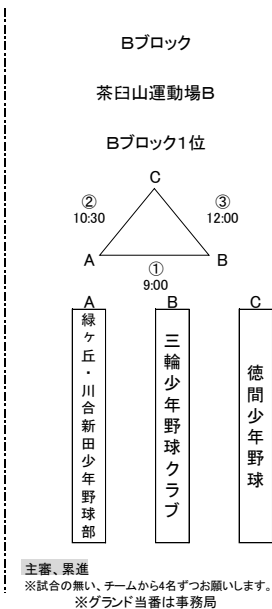 Bブロック
茶臼山運動場B
Bブロック1位
C
② ③
10:30 12:00
A B
①
9:00
A B C
緑ヶ丘・川合新田少年野球部
三輪少年野球クラブ
徳間少年野球
主審、累進
※試合の無い、チームから4名ずつお願いします。
※グランド当番は事務局